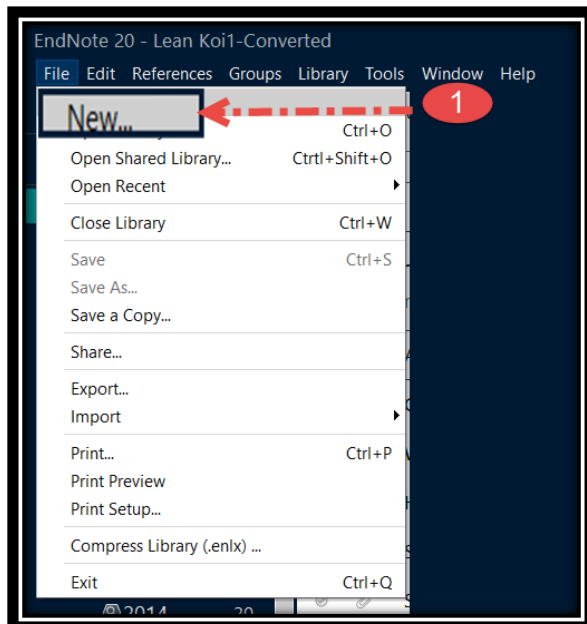 EndNote 20 - Lean Koi1-Converted
File Edit References Groups Library Tools Window Help
New...
1
Ctrl+O
Open Shared Library... Ctrtl+Shift+O
Open Recent
Close Library Ctrl+W
Save Ctrl+S
Save As...
Save a Copy...
Share...
Export...
Import
Print... Ctrl+P
Print Preview
Print Setup...
Compress Library (.enlx) ...
Exit Ctrl+Q
2014 20